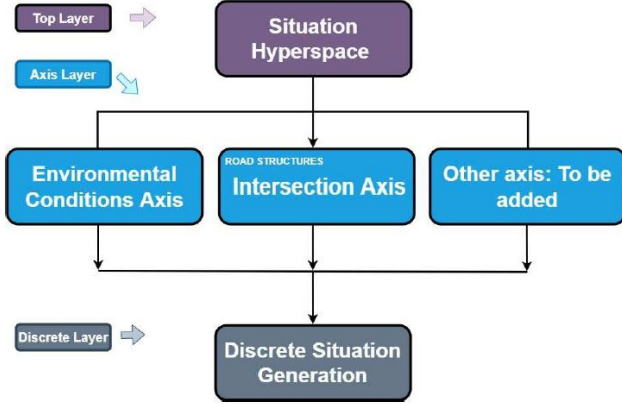 Top Layer
Situation
Hyperspace
Axis Layer
Environmental
Conditions Axis
ROAD STRUCTURES
Intersection Axis
Other axis: To be
added
Discrete Layer
Discrete Situation
Generation